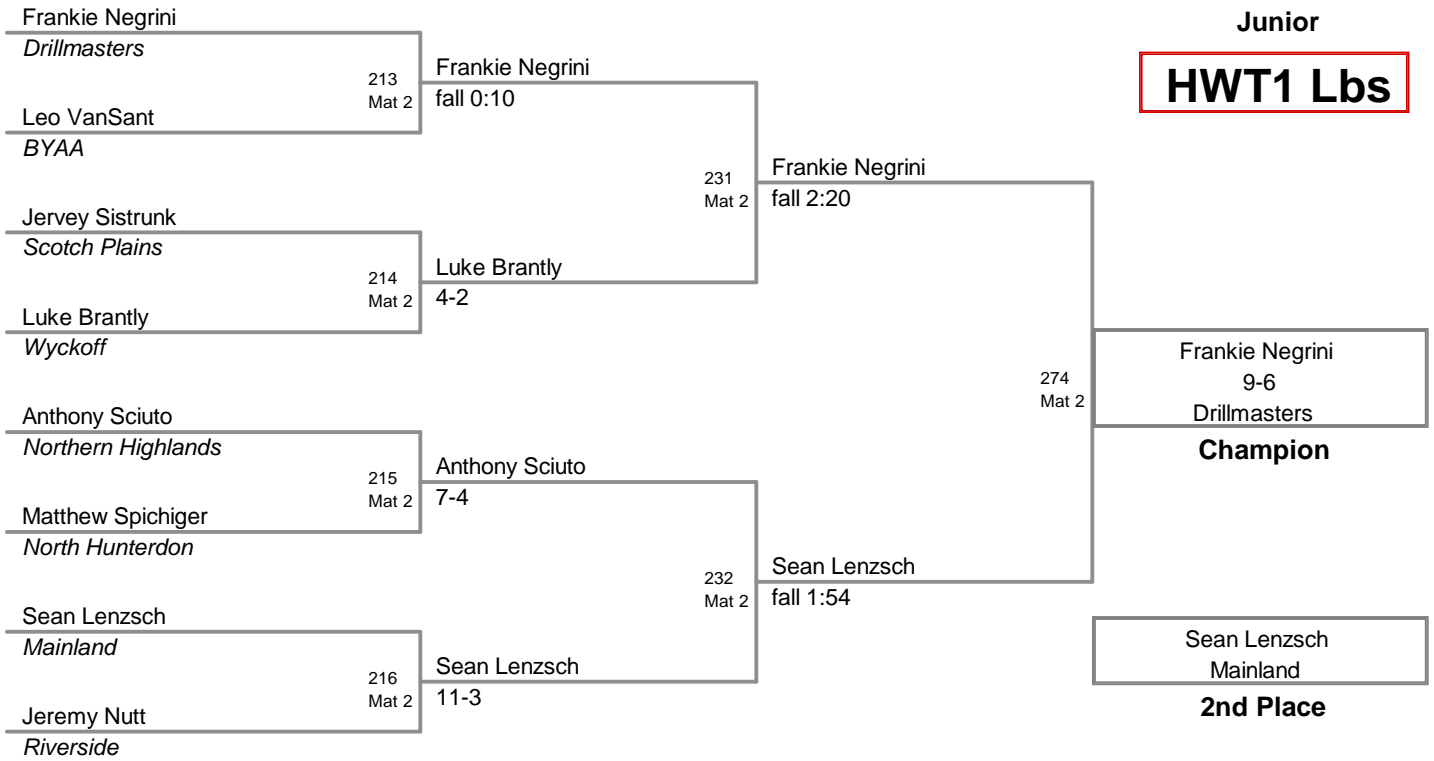 Frankie Negrini
Drillmasters
213
Mat 2
Leo VanSant
BYAA
Jervey Sistrunk
Scotch Plains
214
Mat 2
Luke Brantly
Wyckoff
Anthony Sciuto
Northern Highlands
215
Mat 2
Matthew Spichiger
North Hunterdon
Sean Lenzsch
Mainland
216
Mat 2
Jeremy Nutt
Riverside
Frankie Negrini
fall 0:10
231
Mat 2
Luke Brantly
4-2
Anthony Sciuto
7-4
232
Mat 2
Sean Lenzsch
11-3
Frankie Negrini
fall 2:20
274
Mat 2
Sean Lenzsch
fall 1:54
Junior
HWT1 Lbs
Frankie Negrini
9-6
Drillmasters
Champion
Sean Lenzsch
Mainland
2nd Place